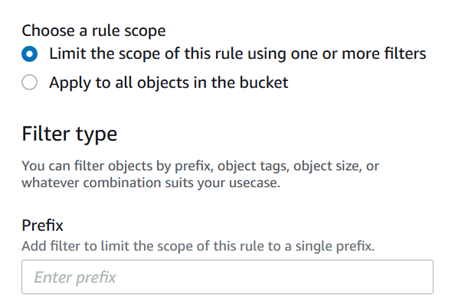 Choose a rule scope
Limit the scope of this rule using one or more filters
Apply to all objects in the bucket
Filter type
You can filter objects by prefix, object tags, object size, or
whatever combination suits your usecase.
Prefix
Add filter to limit the scope of this rule to a single prefix.
Enter prefix